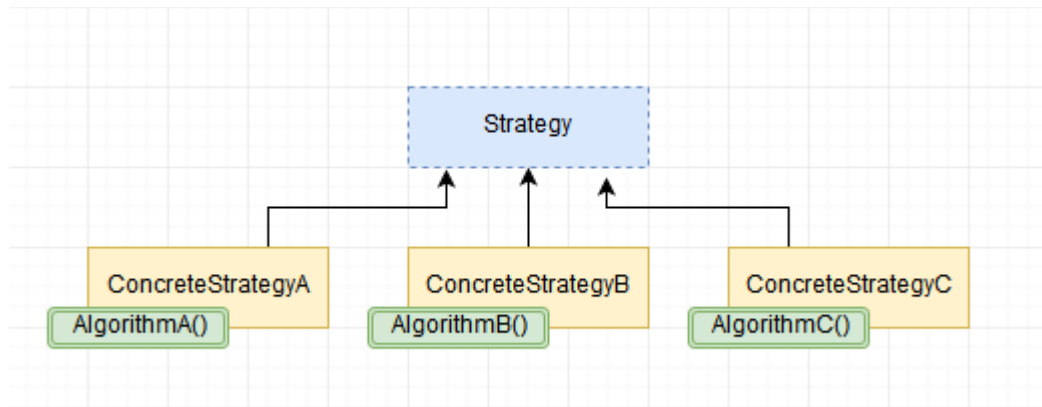 Strategy
ConcreteStrategyA
ConcreteStrategyB
ConcreteStrategyC
AlgorithmA()
AlgorithmB()
AlgorithmC()